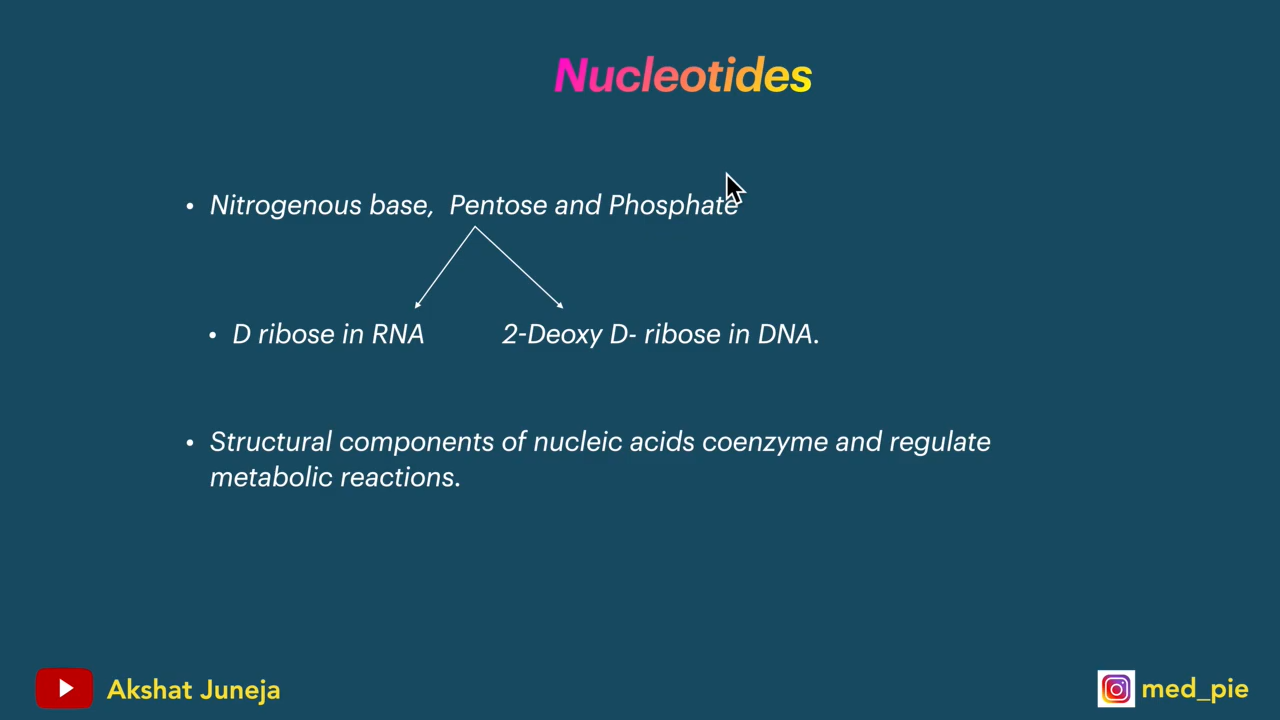 Nucleotides
• Nitrogenous base, Pentose and Phosphate
• D ribose in RNA 2-Deoxy D- ribose in DNA.
• Structural components of nucleic acids coenzyme and regulate
metabolic reactions.
Akshat Juneja med_pie